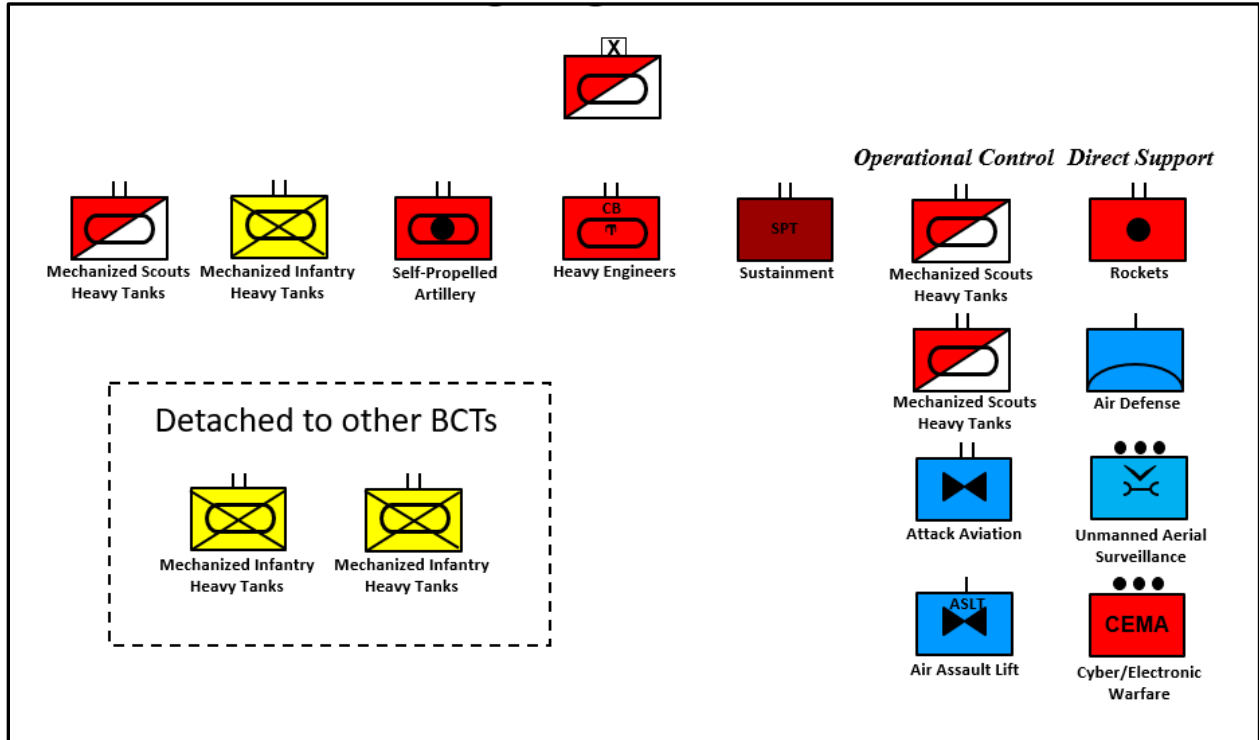 X
Operational Control Direct Support
Mechanized Scouts
Heavy Tanks
Mechanized Infantry
Heavy Tanks
Self-Propelled
Artillery
CB
Heavy Engineers
SPT
Sustainment
Mechanized Scouts
Heavy Tanks
Rockets
Mechanized Scouts
Heavy Tanks
Air Defense
Detached to other BCTs
Mechanized Infantry
Heavy Tanks
Mechanized Infantry
Heavy Tanks
Attack Aviation
Unmanned Aerial
Surveillance
ASLT
Air Assault Lift
CEMA
Cyber/Electronic
Warfare